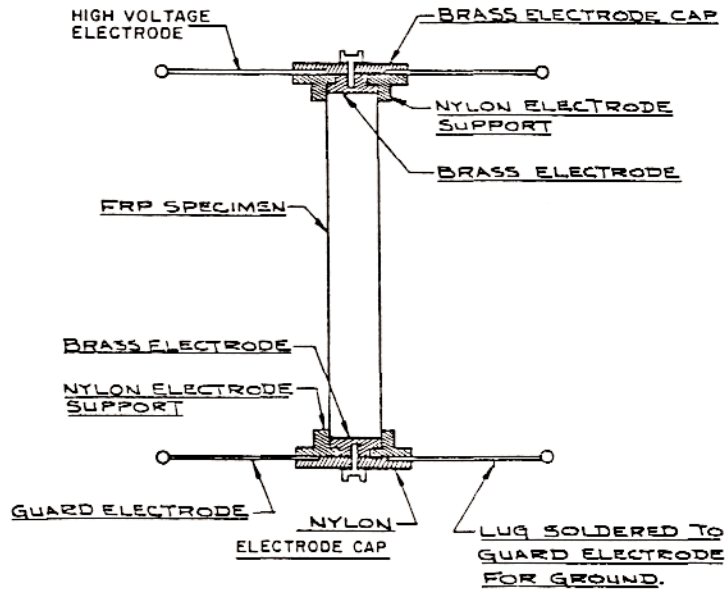 HIGH VOLTAGE
ELECTRODE
BRASS ELECTRODE CAP
NYLON ELECTRODE
SUPPORT
BRASS ELECTRODE
FRP SPECIMEN
BRASS ELECTRODE
NYLON ELECTRODE
SUPPORT
GUARD ELECTRODE
NYLON
ELECTRODE CAP
LUG SOLDERED TO
GUARD ELECTRODE
FOR GROUND.